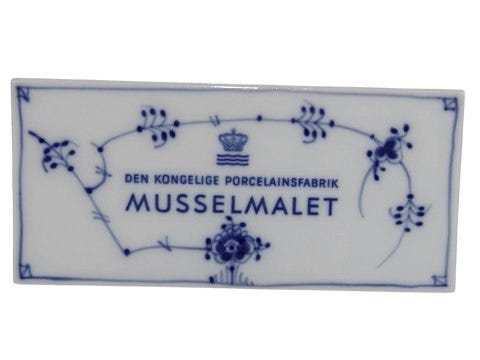 DEN KONGELIGE PORCELAINSFABRIK
MUSSELMALET